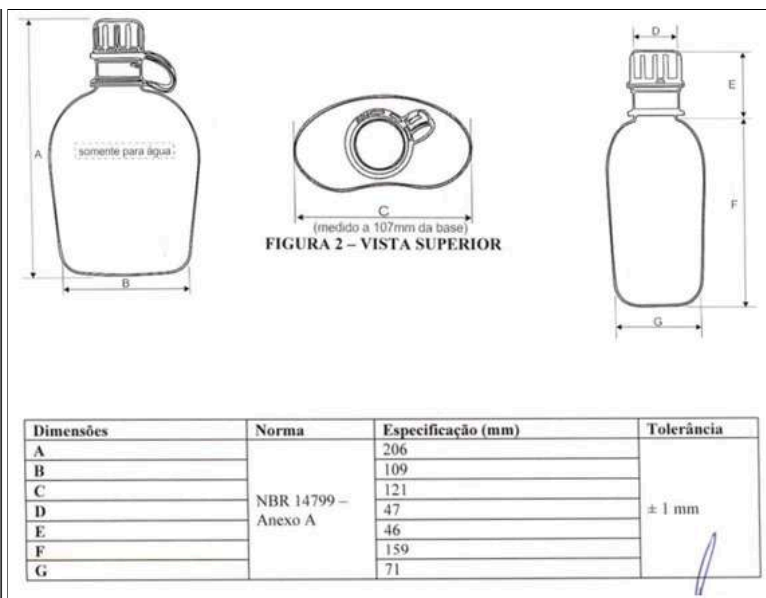 D
E
A
somente para água
F
C
(medido a 107mm da base)
FIGURA 2 – VISTA SUPERIOR
B
G
Dimensões Norma Especificação (mm) Tolerância
A 206
B 109
C 121
D NBR 14799 – Anexo A 47 ± 1 mm
E 46
F 159
G 71